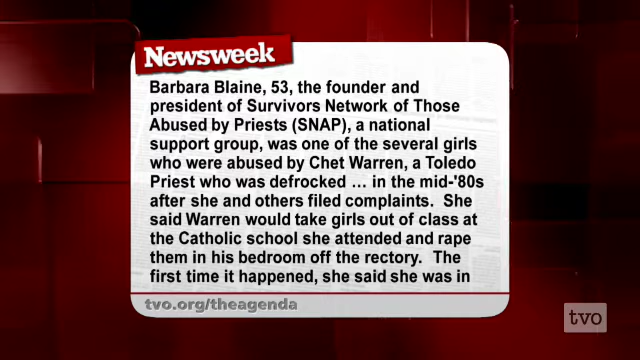 Newsweek
Barbara Blaine, 53, the founder and
president of Survivors Network of Those
Abused by Priests (SNAP), a national
support group, was one of the several girls
who were abused by Chet Warren, a Toledo
Priest who was defrocked ... in the mid-'80s
after she and others filed complaints.  She
said Warren would take girls out of class at
the Catholic school she attended and rape
them in his bedroom off the rectory.  The
first time it happened, she said she was in
tvo.org/theagenda
tvo